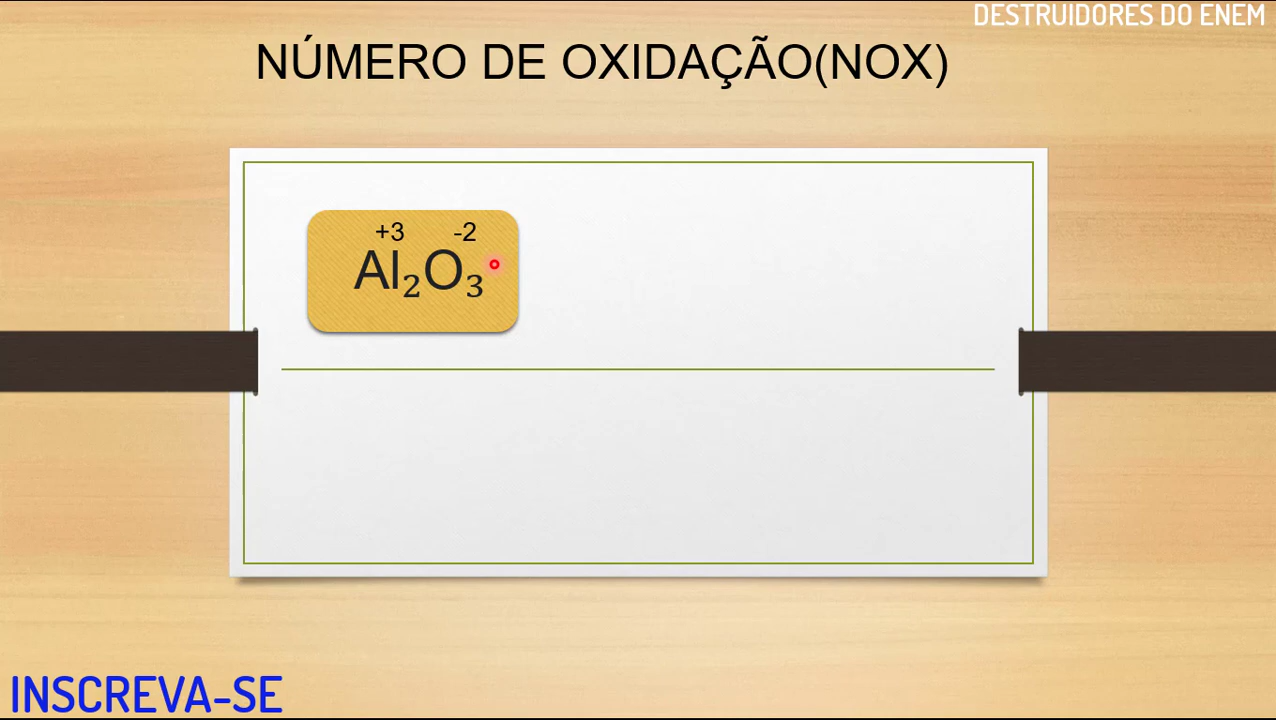 DESTRUIDORES DO ENEM
NÚMERO DE OXIDAÇÃO(NOX)
+3 -2
Al₂O₃
INSCREVA-SE